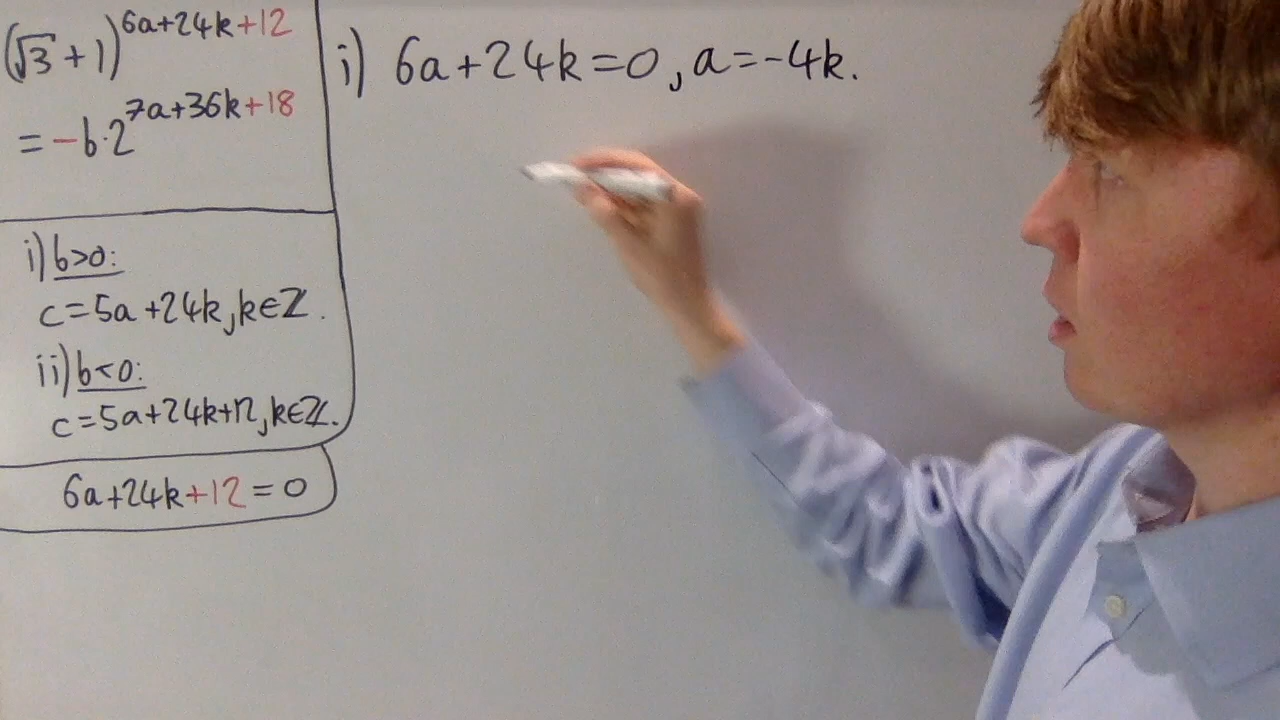 (√3+1)^{6a+24k+12}
=-b·2^{7a+36k+18}
i) b>0:
c=5a+24k, k∈ℤ.
ii) b<0:
c=5a+24k+12, k∈ℤ.
6a+24k+12=0
i) 6a+24k=0, a=-4k.